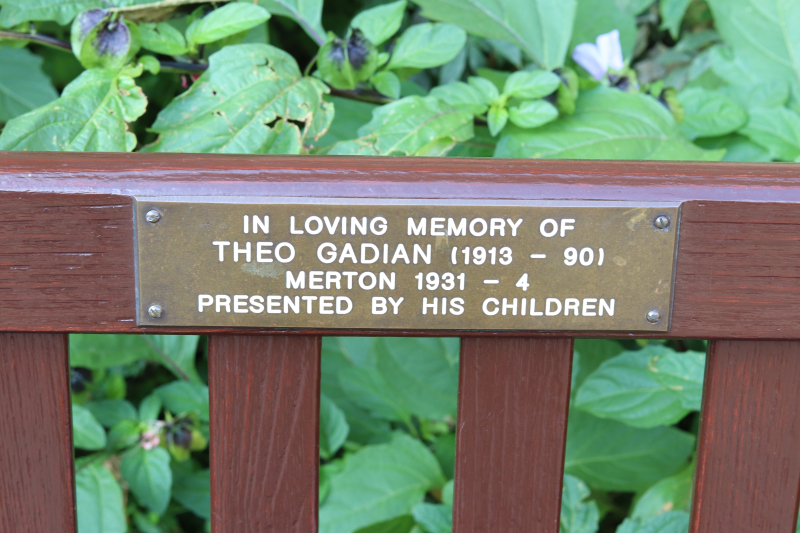 IN LOVING MEMORY OF
THEO GADIAN (1913 – 90)
MERTON 1931 – 4
PRESENTED BY HIS CHILDREN